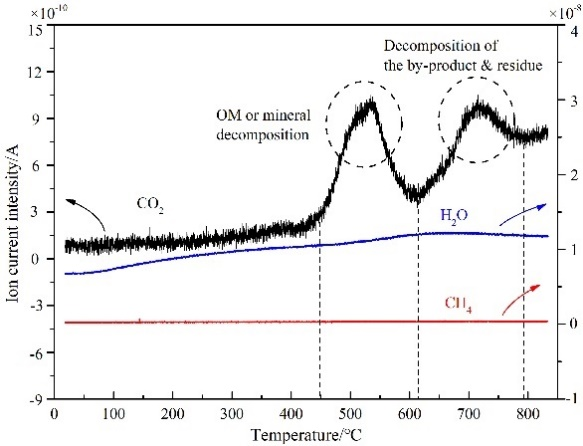 ×10⁻¹⁰
×10⁻⁸
15
12
9
6
3
0
-3
-6
-9
4
3
2
1
0
-1
Decomposition of
the by-product & residue
OM or mineral
decomposition
CO₂
H₂O
CH₄
Ion current intensity/A
0 100 200 300 400 500 600 700 800
Temperature/°C